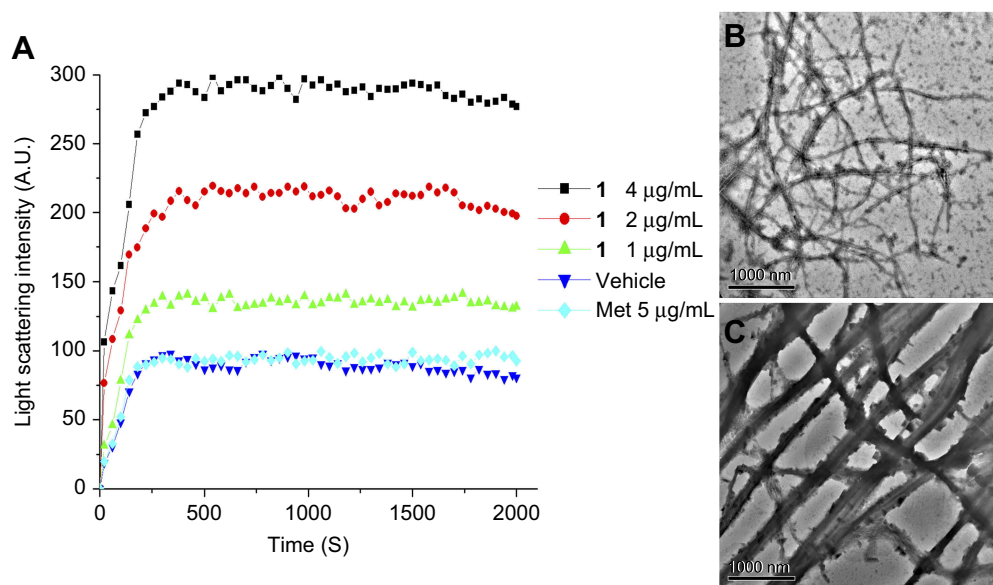 A
Light scattering intensity (A.U.)
300
250
200
150
100
50
0
0 500 1000 1500 2000
Time (S)
1 4 μg/mL
1 2 μg/mL
1 1 μg/mL
Vehicle
Met 5 μg/mL
B
1000 nm
C
1000 nm